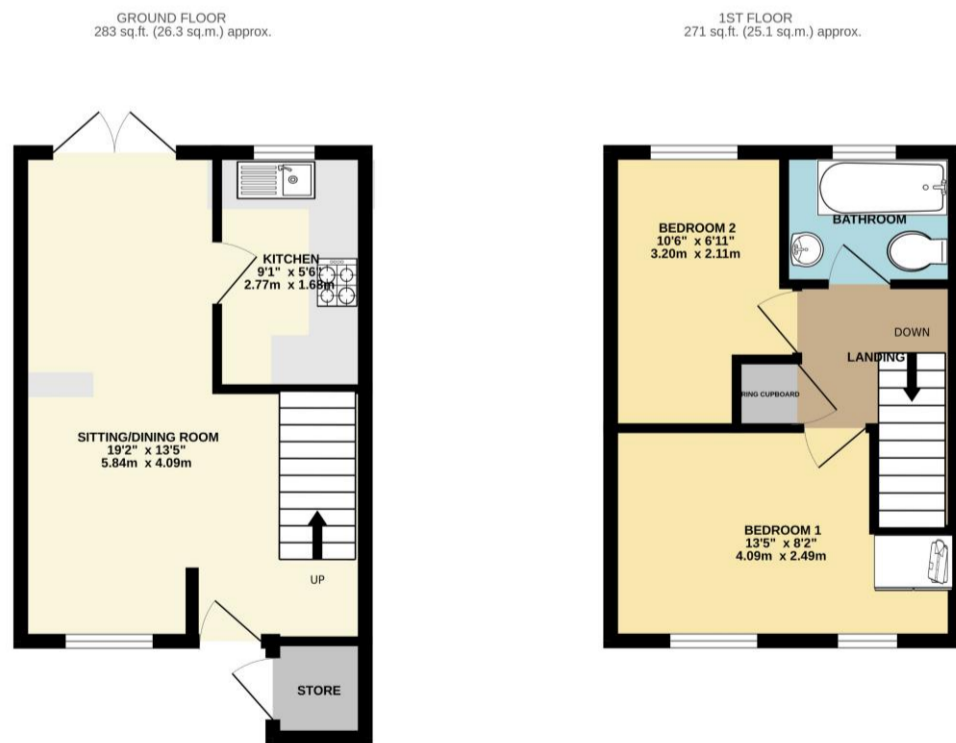 GROUND FLOOR
283 sq.ft. (26.3 sq.m.) approx.
1ST FLOOR
271 sq.ft. (25.1 sq.m.) approx.
KITCHEN
9'1" x 5'6"
2.77m x 1.68m
SITTING/DINING ROOM
19'2" x 13'5"
5.84m x 4.09m
UP
STORE
BEDROOM 2
10'6" x 6'11"
3.20m x 2.11m
BATHROOM
DOWN
LANDING
RING CUPBOARD
BEDROOM 1
13'5" x 8'2"
4.09m x 2.49m